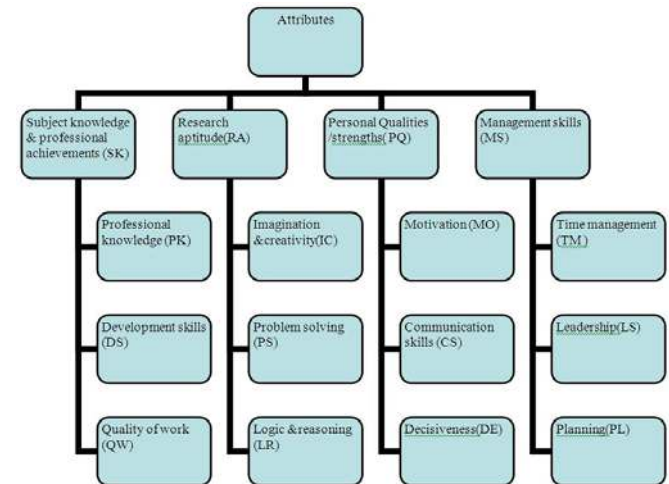 Attributes
Subject knowledge
& professional
achievements (SK)
Research
aptitude(RA)
Personal Qualities
/strengths( PQ)
Management skills
(MS)
Professional
knowledge (PK)
Imagination
&creativity(IC)
Motivation (MO)
Time management
(TM )
Development skills
(DS)
Problem solving
(PS)
Communication
skills (CS)
Leadership(LS)
Quality of work
(QW)
Logic & reasoning
(LR)
Decisiveness(DE)
Planning(PL)